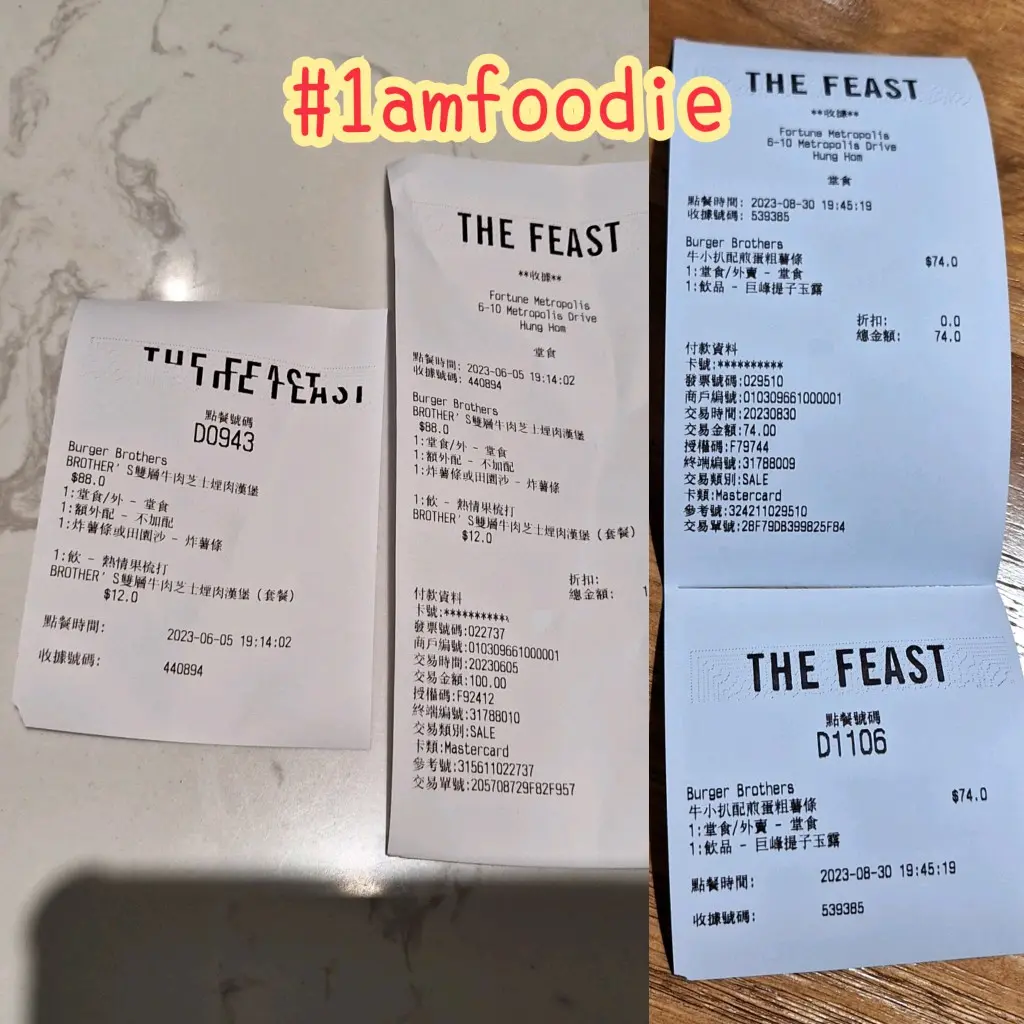 #1amfoodie
THE FEAST
點餐號碼
D0943
Burger Brothers
BROTHER'S雙層牛肉芝士煙肉漢堡
$88.0
1:堂食/外 - 堂食
1:額外配 - 不加配
1:炸薯條或田園沙 - 炸薯條
1:飲 - 熱情果梳打
BROTHER'S雙層牛肉芝士煙肉漢堡(套餐)
$12.0
點餐時間: 2023-06-05 19:14:02
收據號碼: 440894
THE FEAST
**收據**
Fortune Metropolis
6-10 Metropolis Drive
Hung Hom
堂食
點餐時間: 2023-06-05 19:14:02
收據號碼: 440894
Burger Brothers
BROTHER'S雙層牛肉芝士煙肉漢堡
$88.0
1:堂食/外 - 堂食
1:額外配 - 不加配
1:炸薯條或田園沙 - 炸薯條
1:飲 - 熱情果梳打
BROTHER'S雙層牛肉芝士煙肉漢堡(套餐)
$12.0
折扣:
總金額:
付款資料
卡號:**********
發票號碼:022737
商戶編號:010309661000001
交易時間:20230605
交易金額:100.00
授權碼:F92412
終端編號:31788010
交易類別:SALE
卡類:Mastercard
參考號:315611022737
交易單號:205708729F82F957
THE FEAST
**收據**
Fortune Metropolis
6-10 Metropolis Drive
Hung Hom
堂食
點餐時間: 2023-08-30 19:45:19
收據號碼: 539385
Burger Brothers
牛小扒配煎蛋粗薯條 $74.0
1:堂食/外賣 - 堂食
1:飲品 - 巨峰提子玉露
折扣: 0.0
總金額: 74.0
付款資料
卡號:**********
發票號碼:029510
商戶編號:010309661000001
交易時間:20230830
交易金額:74.00
授權碼:F79744
終端編號:31788009
交易類別:SALE
卡類:Mastercard
參考號:324211029510
交易單號:28F79DB399825F84
THE FEAST
點餐號碼
D1106
Burger Brothers
牛小扒配煎蛋粗薯條 $74.0
1:堂食/外賣 - 堂食
1:飲品 - 巨峰提子玉露
點餐時間: 2023-08-30 19:45:19
收據號碼: 539385